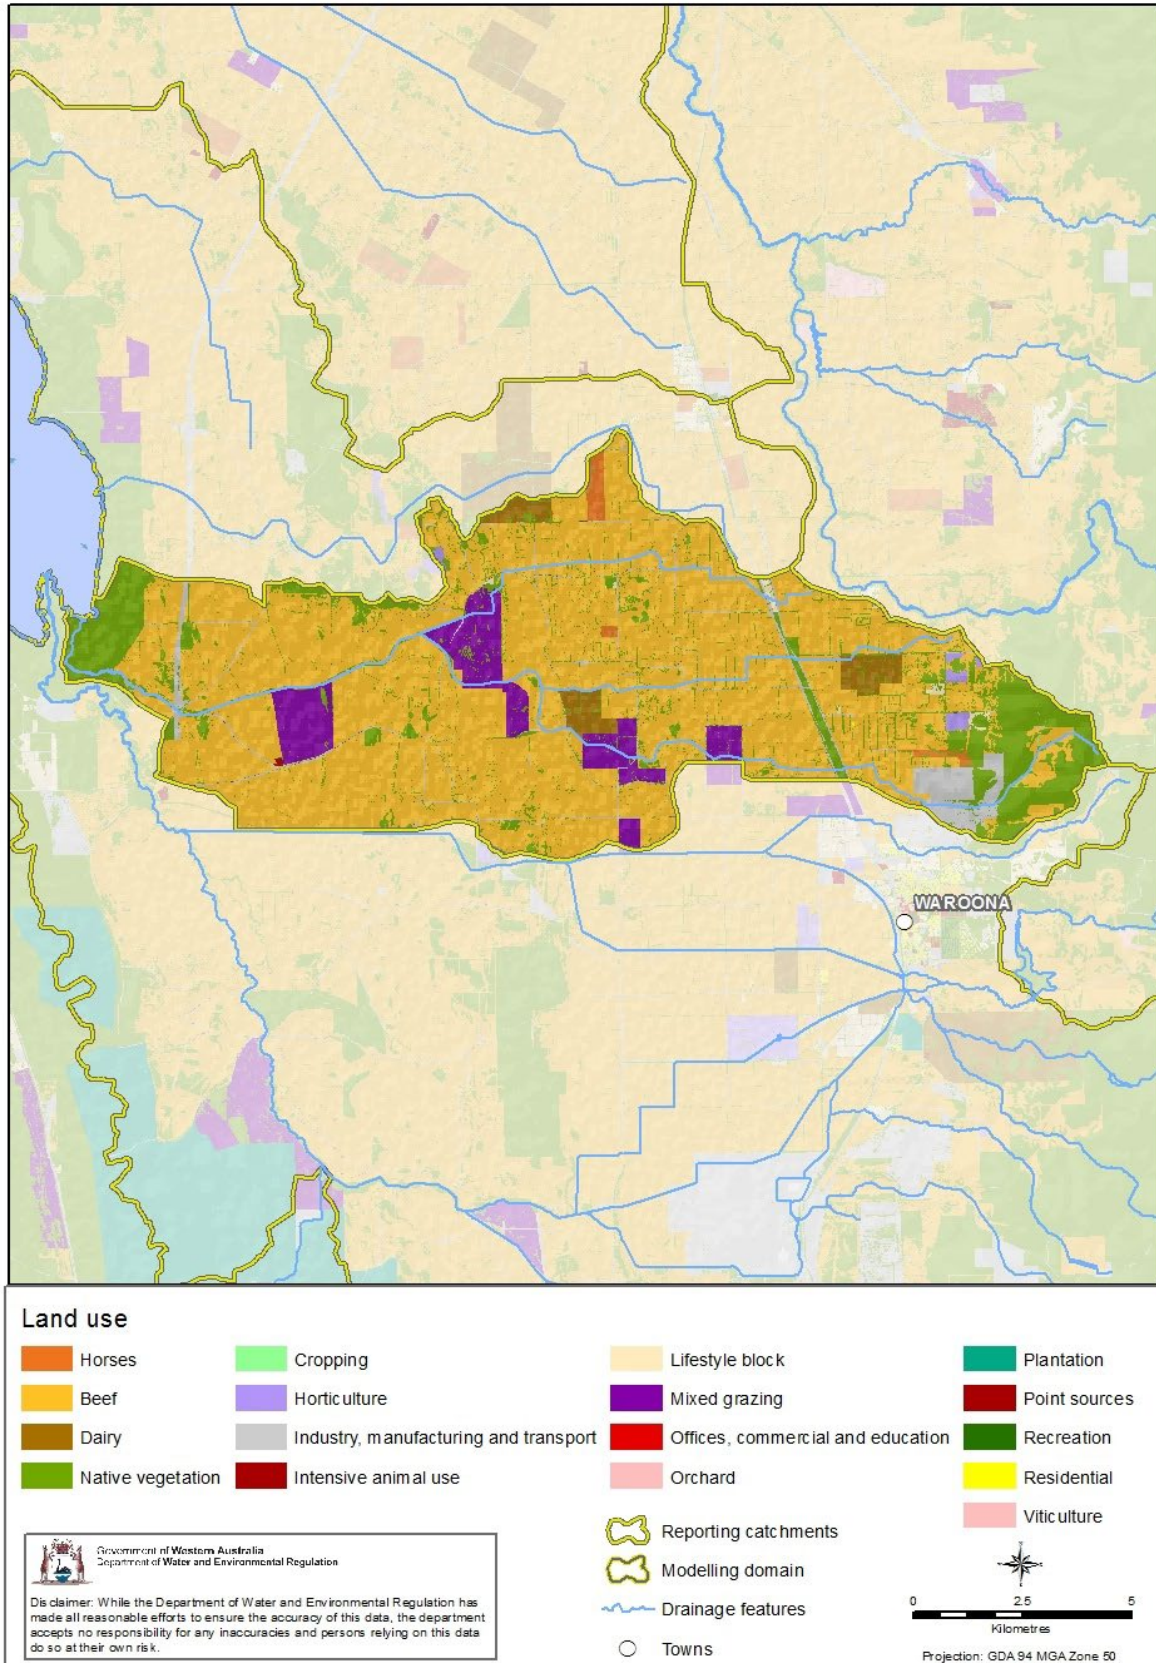 WAROONA
Land use
Horses
Cropping
Lifestyle block
Plantation
Beef
Horticulture
Mixed grazing
Point sources
Dairy
Industry, manufacturing and transport
Offices, commercial and education
Recreation
Native vegetation
Intensive animal use
Orchard
Residential
Viticulture
Reporting catchments
Modelling domain
Drainage features
Towns
Government of Western Australia
Department of Water and Environmental Regulation
Disclaimer: While the Department of Water and Environmental Regulation has
made all reasonable efforts to ensure the accuracy of this data, the department
accepts no responsibility for any inaccuracies and persons relying on this data
do so at their own risk.
0 2.5 5
Kilometres
Projection: GDA 94 MGA Zone 50